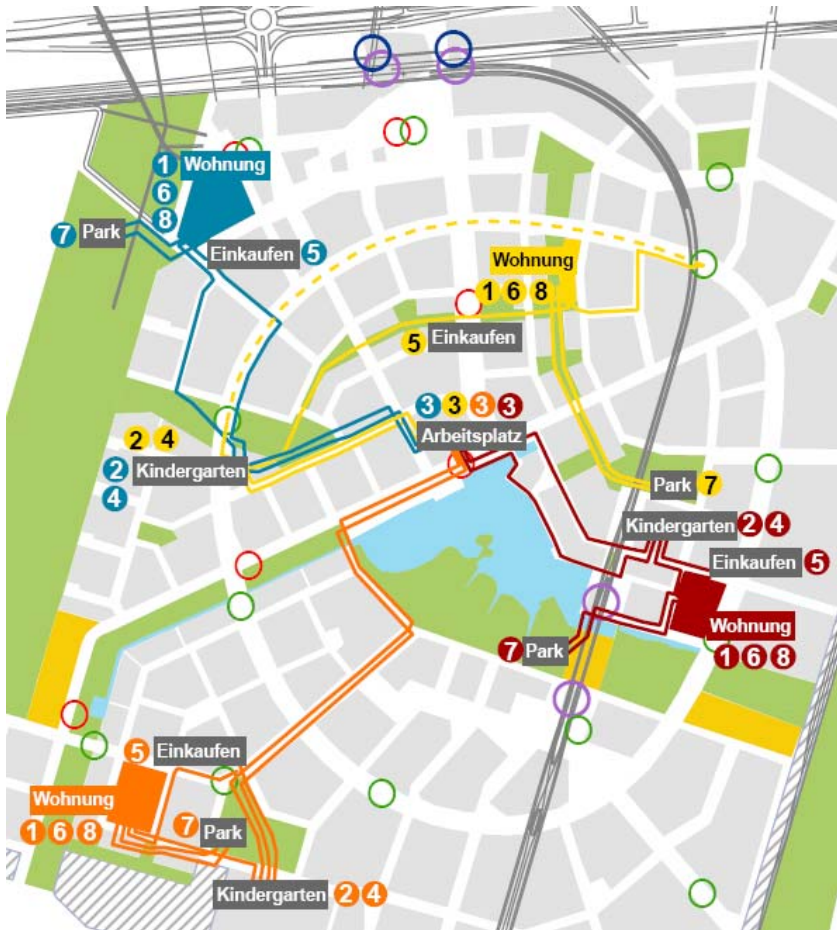 1 Wohnung
6
8
7 Park
Einkaufen 5
Wohnung
1 6 8
5 Einkaufen
3 3 3 3
Arbeitsplatz
2 4
2 Kindergarten
4
Park 7
Kindergarten 2 4
Einkaufen 5
Wohnung
1 6 8
7 Park
5 Einkaufen
Wohnung
1 6 8
7 Park
Kindergarten 2 4